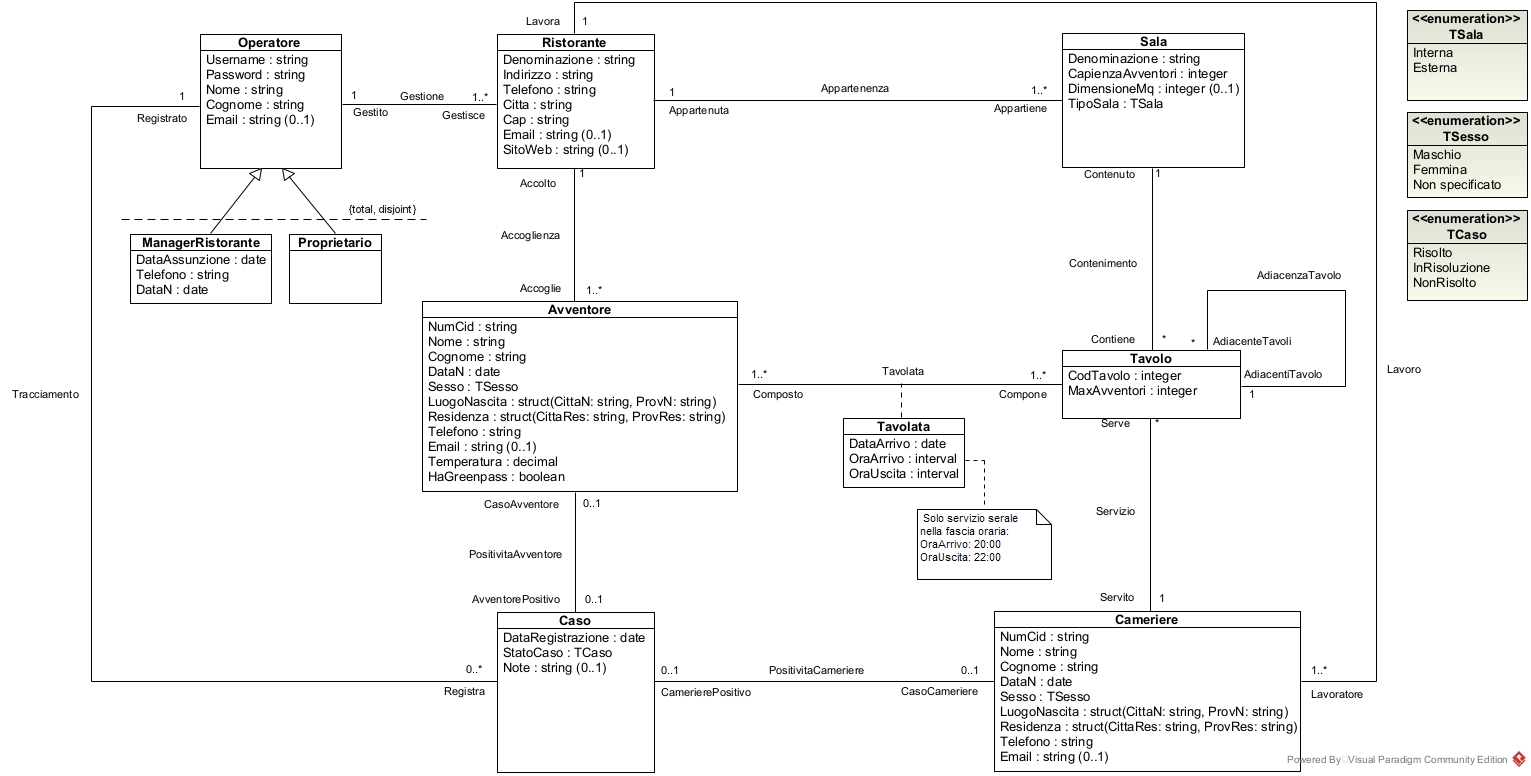 Lavora
1
Operatore
Username : string
Password : string
Nome : string
Cognome : string
Email : string (0..1)
1
Registrato
1
Gestito
Gestione
1..*
Gestisce
Ristorante
Denominazione : string
Indirizzo : string
Telefono : string
Citta : string
Cap : string
Email : string (0..1)
SitoWeb : string (0..1)
1
Appartenuta
Appartenenza
1..*
Appartiene
Sala
Denominazione : string
CapienzaAvventori : integer
DimensioneMq : integer (0..1)
TipoSala : TSala
<<enumeration>>
TSala
Interna
Esterna
<<enumeration>>
TSesso
Maschio
Femmina
Non specificato
<<enumeration>>
TCaso
Risolto
InRisoluzione
NonRisolto
{total, disjoint}
ManagerRistorante
DataAssunzione : date
Telefono : string
DataN : date
Proprietario
1
Accolto
Accoglienza
Accoglie
1..*
Contenuto
1
Contenimento
Contiene
*
AdiacenzaTavolo
*
AdiacenteTavoli
AdiacentiTavolo
1
Avventore
NumCid : string
Nome : string
Cognome : string
DataN : date
Sesso : TSesso
LuogoNascita : struct(CittaN: string, ProvN: string)
Residenza : struct(CittaRes: string, ProvRes: string)
Telefono : string
Email : string (0..1)
Temperatura : decimal
HaGreenpass : boolean
1..*
Composto
Tavolata
1..*
Compone
Tavolo
CodTavolo : integer
MaxAvventori : integer
Lavoro
Tracciamento
Tavolata
DataArrivo : date
OraArrivo : interval
OraUscita : interval
Solo servizio serale
nella fascia oraria:
OraArrivo: 20:00
OraUscita: 22:00
Serve
*
Servizio
Servito
1
CasoAvventore
0..1
PositivitaAvventore
AvventorePositivo
0..1
Caso
DataRegistrazione : date
StatoCaso : TCaso
Note : string (0..1)
0..*
Registra
0..1
CamerierePositivo
PositivitaCameriere
0..1
CasoCameriere
Cameriere
NumCid : string
Nome : string
Cognome : string
DataN : date
Sesso : TSesso
LuogoNascita : struct(CittaN: string, ProvN: string)
Residenza : struct(CittaRes: string, ProvRes: string)
Telefono : string
Email : string (0..1)
1..*
Lavoratore
Powered By Visual Paradigm Community Edition